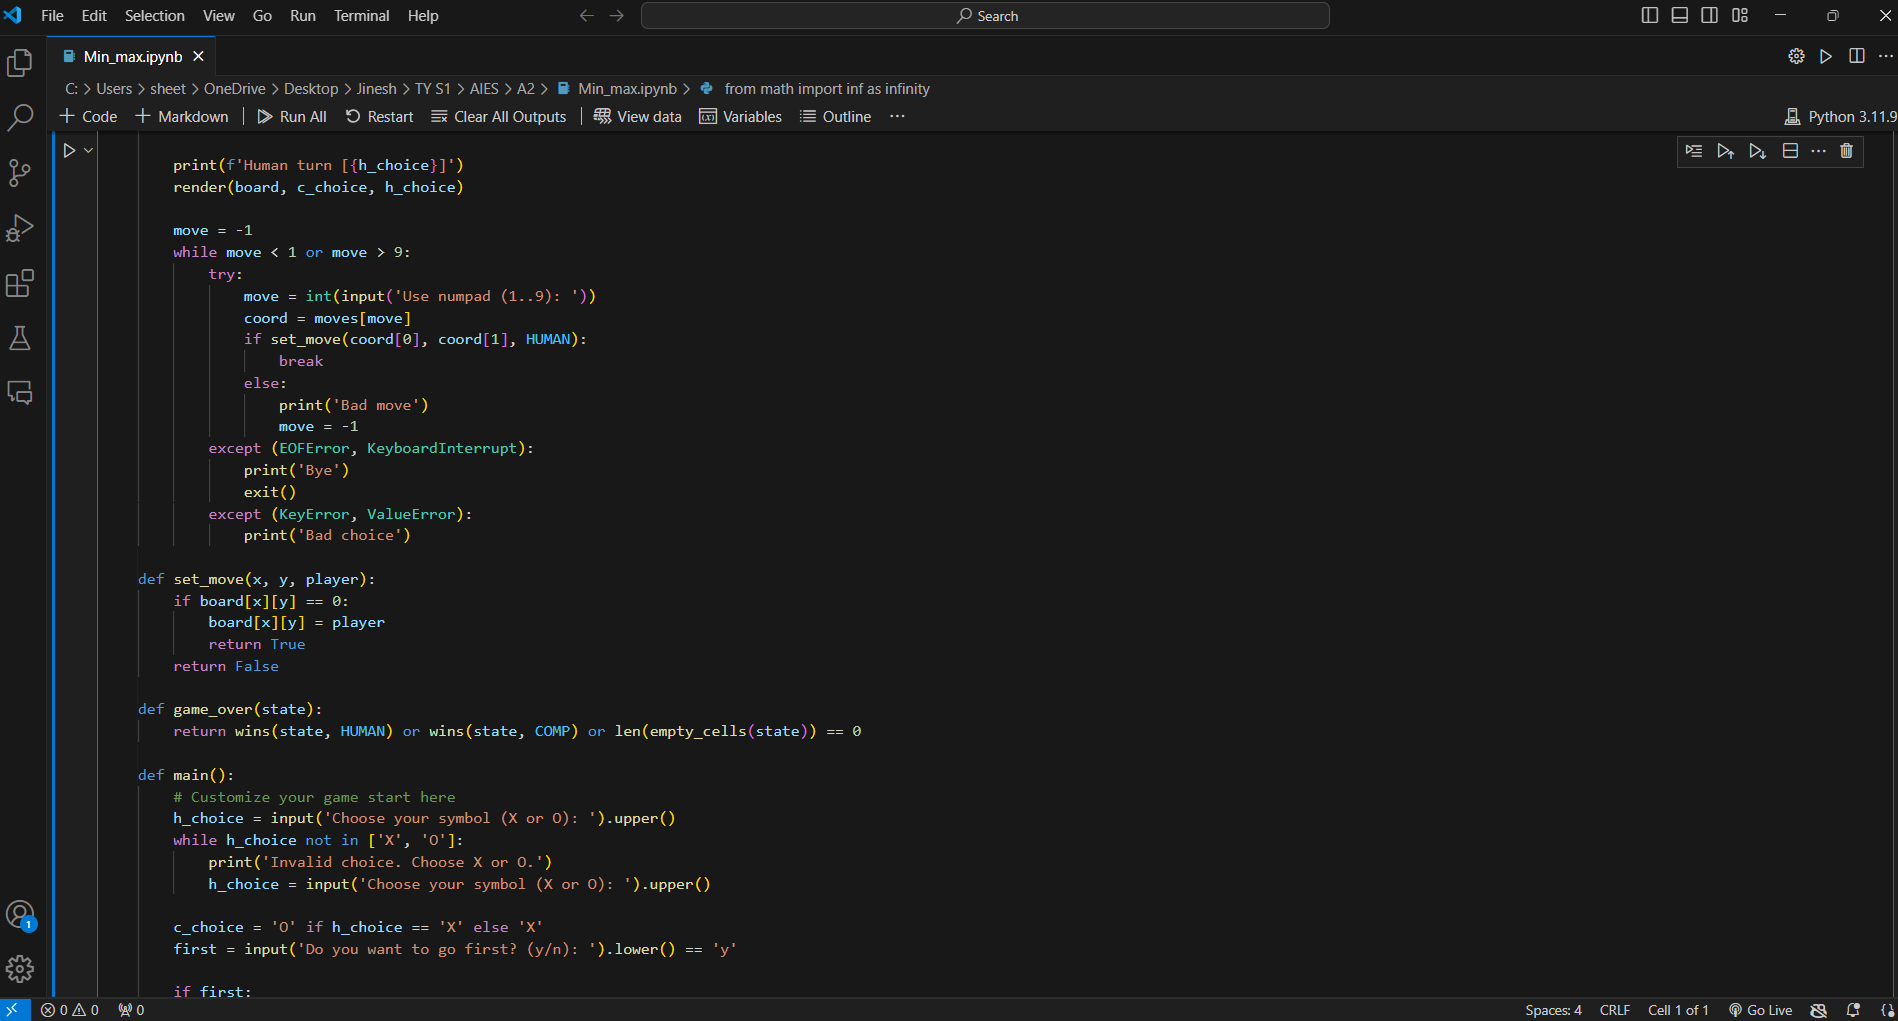 File Edit Selection View Go Run Terminal Help Search
Min_max.ipynb
C: > Users > sheet > OneDrive > Desktop > Jinesh > TY S1 > AIES > A2 > Min_max.ipynb > from math import inf as infinity
+ Code + Markdown Run All Restart Clear All Outputs View data Variables Outline ... Python 3.11.9
print(f'Human turn [{h_choice}]')
render(board, c_choice, h_choice)
move = -1
while move < 1 or move > 9:
try:
move = int(input('Use numpad (1..9): '))
coord = moves[move]
if set_move(coord[0], coord[1], HUMAN):
break
else:
print('Bad move')
move = -1
except (EOFError, KeyboardInterrupt):
print('Bye')
exit()
except (KeyError, ValueError):
print('Bad choice')
def set_move(x, y, player):
if board[x][y] == 0:
board[x][y] = player
return True
return False
def game_over(state):
return wins(state, HUMAN) or wins(state, COMP) or len(empty_cells(state)) == 0
def main():
# Customize your game start here
h_choice = input('Choose your symbol (X or O): ').upper()
while h_choice not in ['X', 'O']:
print('Invalid choice. Choose X or O.')
h_choice = input('Choose your symbol (X or O): ').upper()
c_choice = 'O' if h_choice == 'X' else 'X'
first = input('Do you want to go first? (y/n): ').lower() == 'y'
if first:
1
0 0 0 Spaces: 4 CRLF Cell 1 of 1 Go Live